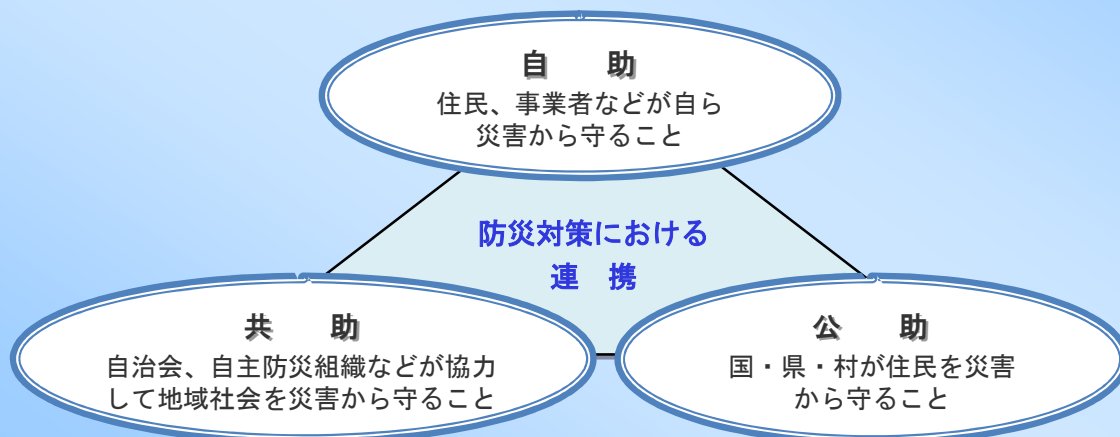 自　助
住民、事業者などが自ら
災害から守ること
防災対策における
連　携
共　助
自治会、自主防災組織などが協力
して地域社会を災害から守ること
公　助
国・県・村が住民を災害
から守ること